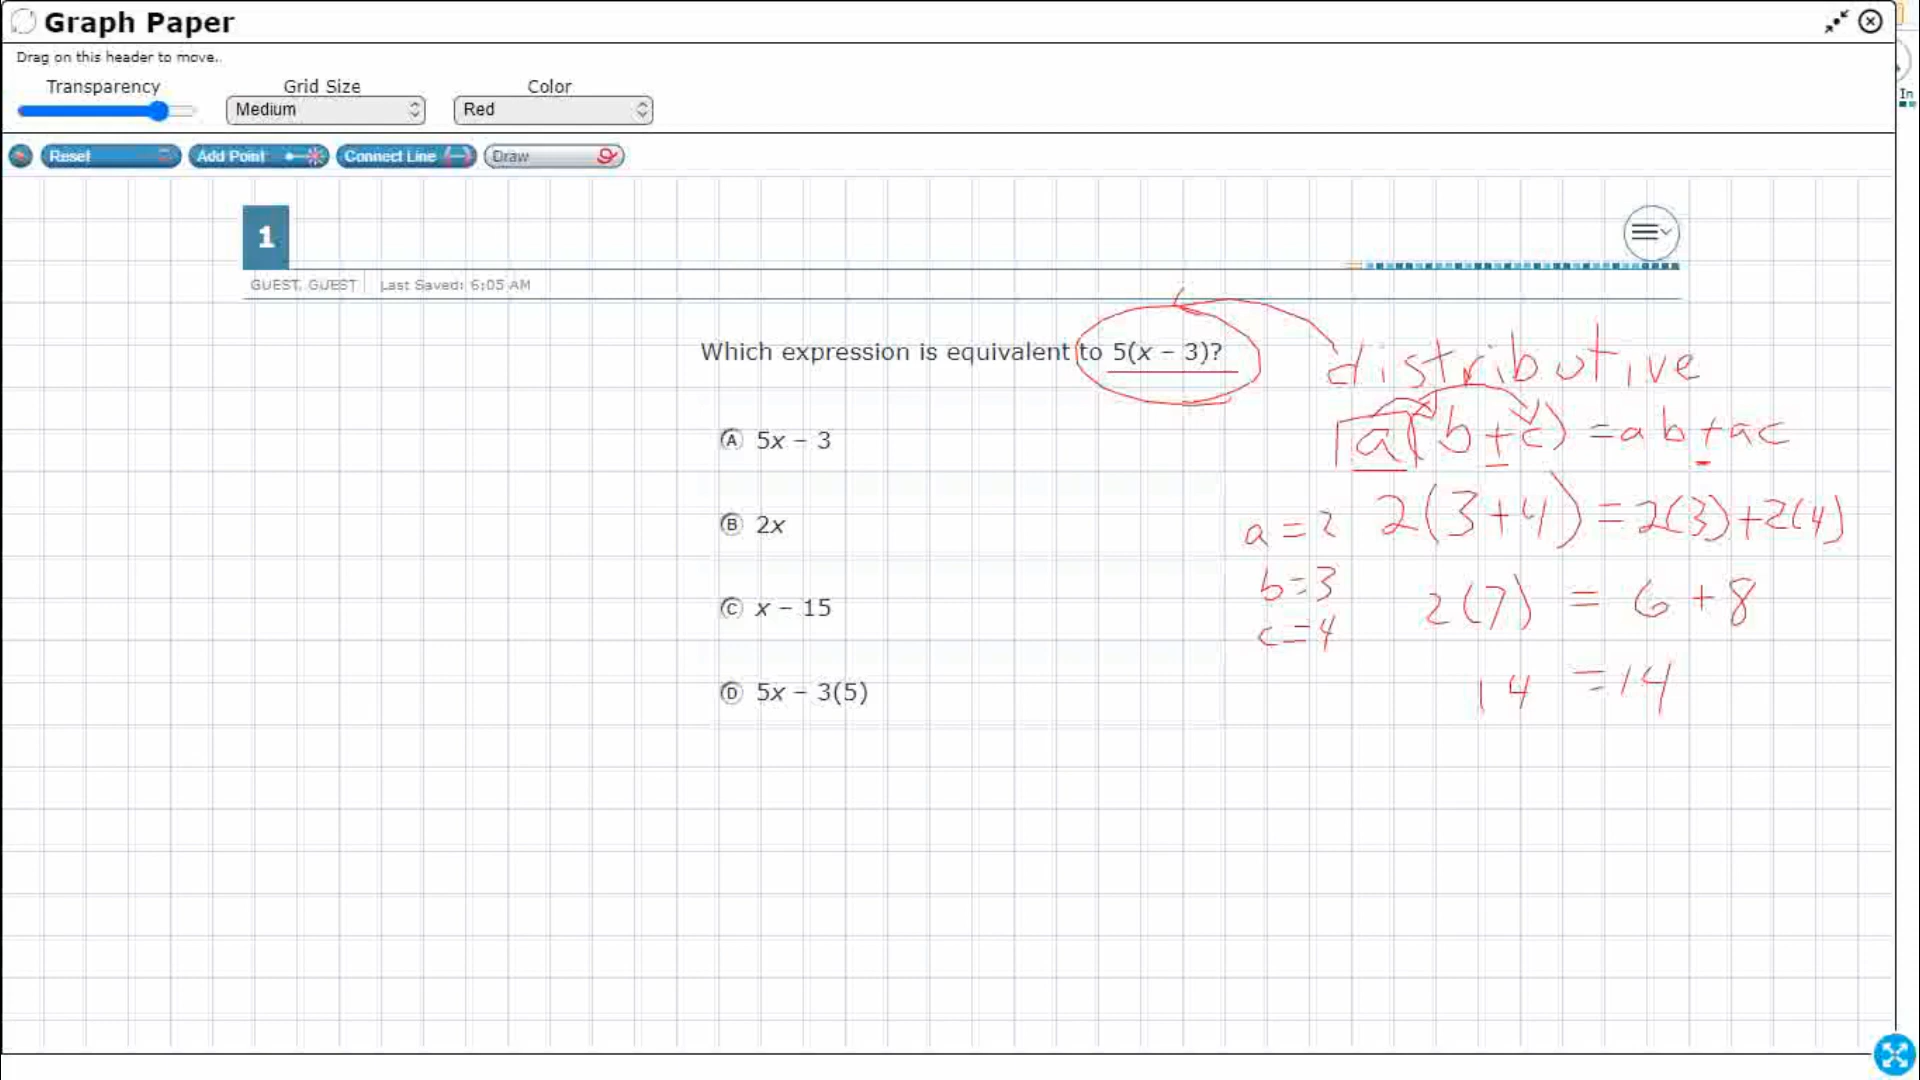 Graph Paper
Drag on this header to move..
Transparency Grid Size Color
Medium Red
Reset Add Point Connect Line Draw
In
1
GUEST, GUEST Last Saved: 6:05 AM
Which expression is equivalent to 5(x − 3)?
distributive
a(b+c) = ab+ac
Ⓐ 5x − 3
2(3+4) = 2(3)+2(4)
a = 2
Ⓑ 2x
b=3
2(7) = 6+8
c=4
Ⓒ x − 15
14 =14
Ⓓ 5x − 3(5)